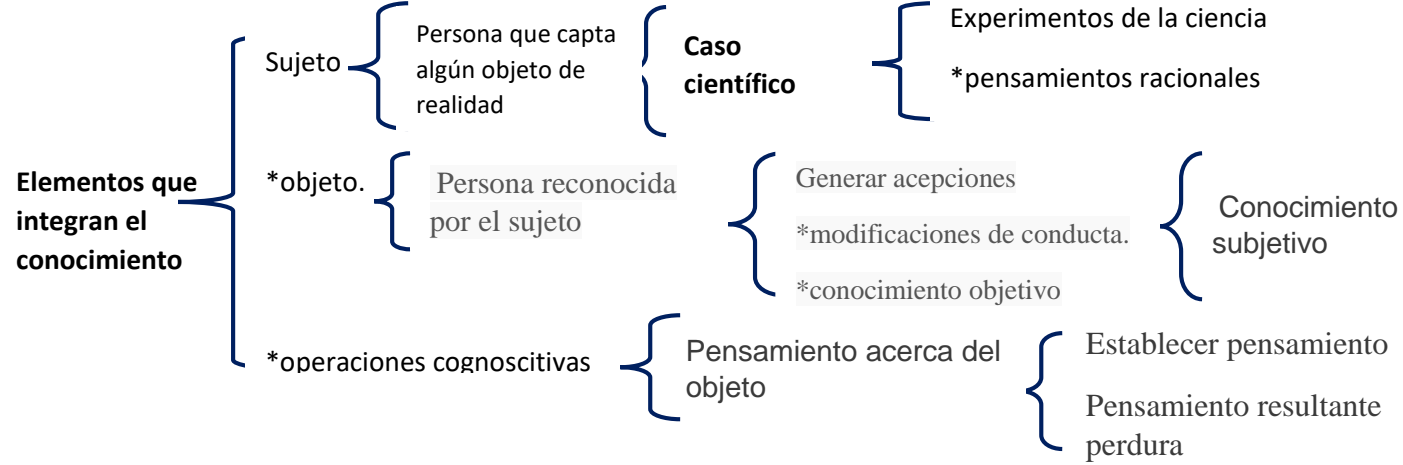 Elementos que
integran el
conocimiento
Sujeto
Persona que capta
algún objeto de
realidad
Caso
científico
Experimentos de la ciencia
*pensamientos racionales
*objeto.
Persona reconocida
por el sujeto
Generar acepciones
*modificaciones de conducta.
*conocimiento objetivo
Conocimiento
subjetivo
*operaciones cognoscitivas
Pensamiento acerca del
objeto
Establecer pensamiento
Pensamiento resultante
perdura